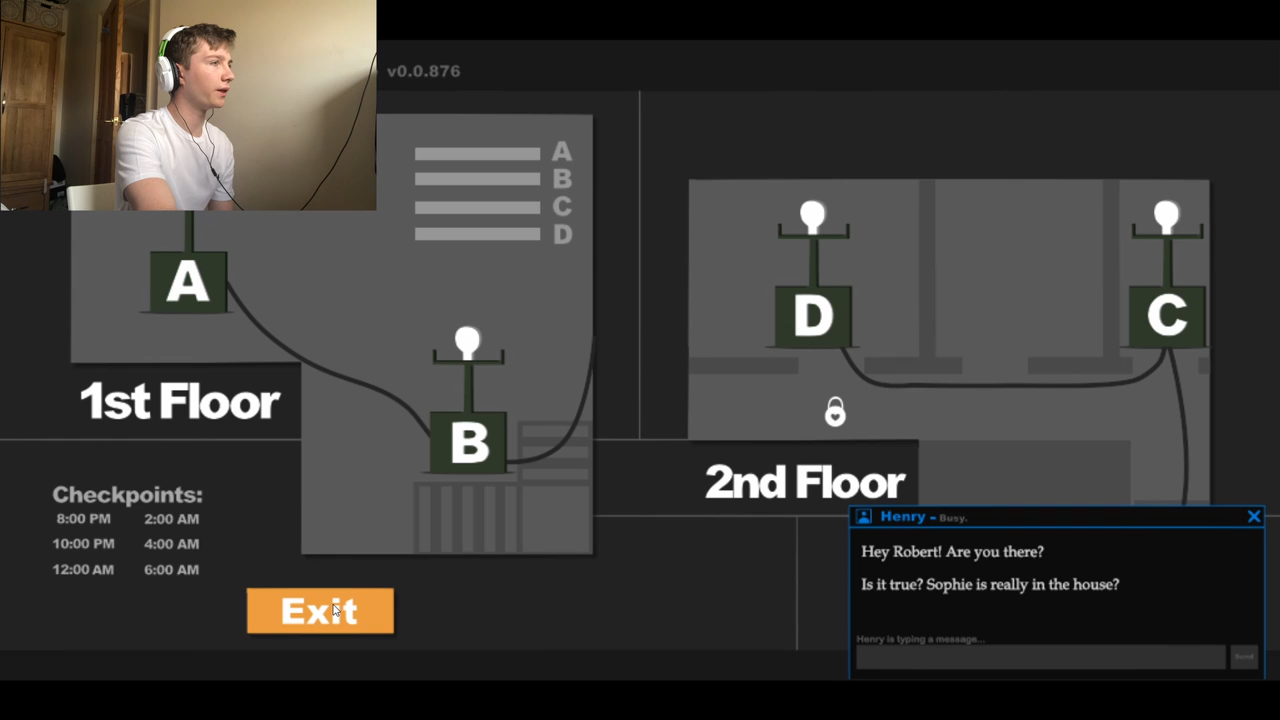 v0.0.876
A
B
C
D
A
B
D
C
1st Floor
2nd Floor
Checkpoints:
8:00 PM 2:00 AM
10:00 PM 4:00 AM
12:00 AM 6:00 AM
Exit
Henry - Busy.
Hey Robert! Are you there?
Is it true? Sophie is really in the house?
Henry is typing a message...
Send